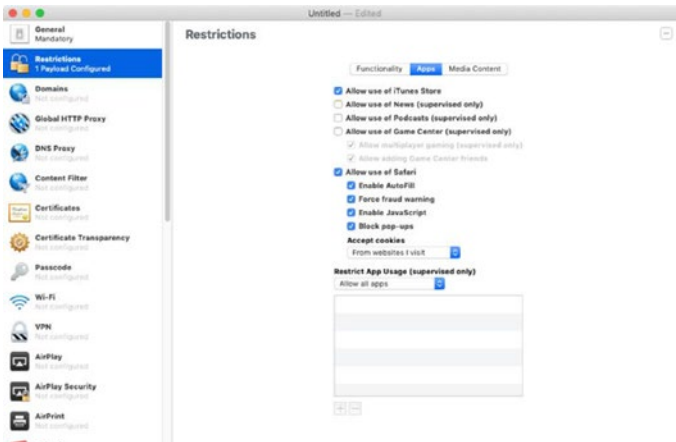 Untitled — Edited
General
Mandatory
Restrictions
1 Payload Configured
Domains
Not configured
Global HTTP Proxy
Not configured
DNS Proxy
Not configured
Content Filter
Not configured
Certificates
Not configured
Certificate Transparency
Not configured
Passcode
Not configured
Wi-Fi
Not configured
VPN
Not configured
AirPlay
Not configured
AirPlay Security
Not configured
AirPrint
Not configured
Restrictions
Functionality Apps Media Content
Allow use of iTunes Store
Allow use of News (supervised only)
Allow use of Podcasts (supervised only)
Allow use of Game Center (supervised only)
Allow multiplayer gaming (supervised only)
Allow adding Game Center friends
Allow use of Safari
Enable AutoFill
Force fraud warning
Enable JavaScript
Block pop-ups
Accept cookies
From websites I visit
Restrict App Usage (supervised only)
Allow all apps